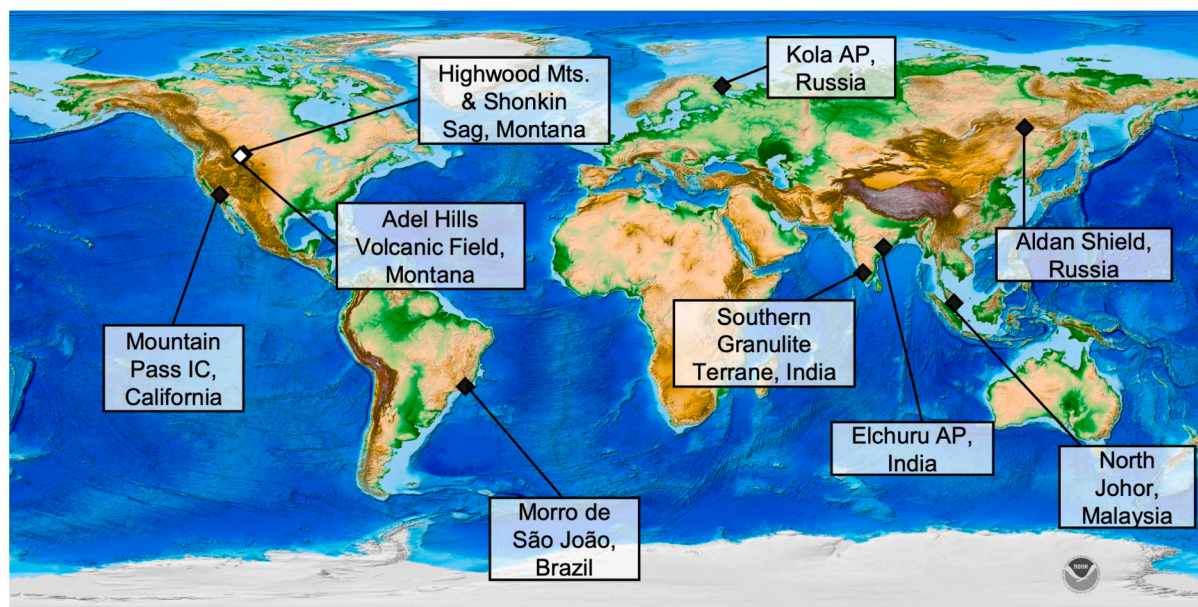 Highwood Mts.
& Shonkin
Sag, Montana
Kola AP,
Russia
Adel Hills
Volcanic Field,
Montana
Aldan Shield,
Russia
Mountain
Pass IC,
California
Southern
Granulite
Terrane, India
Elchuru AP,
India
North
Johor,
Malaysia
Morro de
São João,
Brazil
NOAA